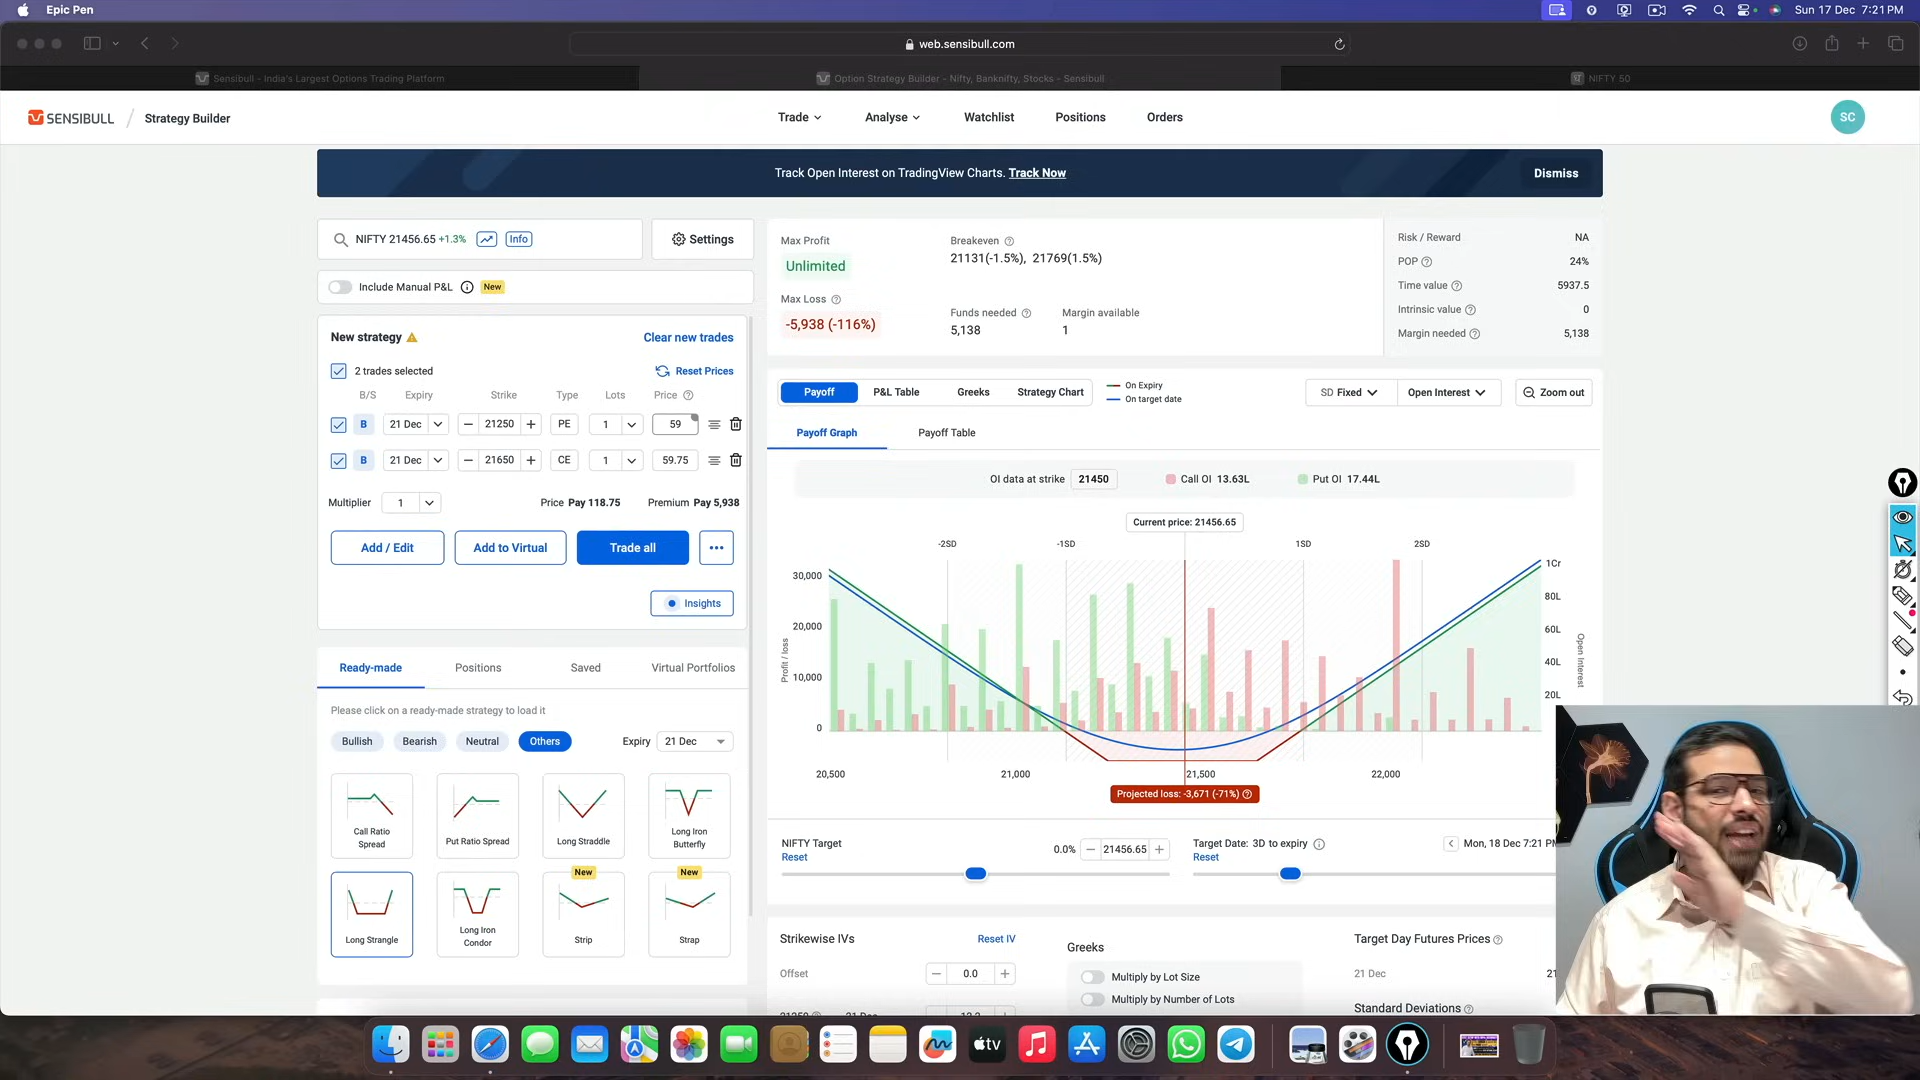 Epic Pen
Sun 17 Dec 7:21 PM
web.sensibull.com
Sensibull - India's Largest Options Trading Platform
Option Strategy Builder - Nifty, Banknifty, Stocks - Sensibull
NIFTY 50
SENSIBULL / Strategy Builder
Trade
Analyse
Watchlist
Positions
Orders
SC
Track Open Interest on TradingView Charts. Track Now
Dismiss
NIFTY 21456.65 +1.3% Info
Settings
Include Manual P&L New
New strategy
Clear new trades
2 trades selected
Reset Prices
B/S Expiry Strike Type Lots Price
B 21 Dec − 21250 + PE 1 59
B 21 Dec − 21650 + CE 1 59.75
Multiplier 1 Price Pay 118.75 Premium Pay 5,938
Add / Edit
Add to Virtual
Trade all
Insights
Ready-made
Positions
Saved
Virtual Portfolios
Please click on a ready-made strategy to load it
Bullish
Bearish
Neutral
Others
Expiry 21 Dec
Call Ratio
Spread
Put Ratio Spread
Long Straddle
Long Iron
Butterfly
Long Strangle
Long Iron
Condor
New
Strip
New
Strap
Max Profit
Unlimited
Max Loss
-5,938 (-116%)
Breakeven
21131(-1.5%), 21769(1.5%)
Funds needed
5,138
Margin available
1
Risk / Reward NA
POP 24%
Time value 5937.5
Intrinsic value 0
Margin needed 5,138
Payoff
P&L Table
Greeks
Strategy Chart
On Expiry
On target date
SD Fixed
Open Interest
Zoom out
Payoff Graph
Payoff Table
OI data at strike 21450 Call OI 13.63L Put OI 17.44L
Current price: 21456.65
-2SD -1SD 1SD 2SD
30,000
20,000
10,000
0
Profit / loss
1Cr
80L
60L
40L
20L
Open Interest
20,500 21,000 21,500 22,000
Projected loss: -3,671 (-71%)
NIFTY Target
Reset
0.0% − 21456.65 +
Target Date: 3D to expiry
Reset
Mon, 18 Dec 7:21 PM
Strikewise IVs
Reset IV
Offset − 0.0 +
Greeks
Multiply by Lot Size
Multiply by Number of Lots
Target Day Futures Prices
21 Dec
Standard Deviations
tv